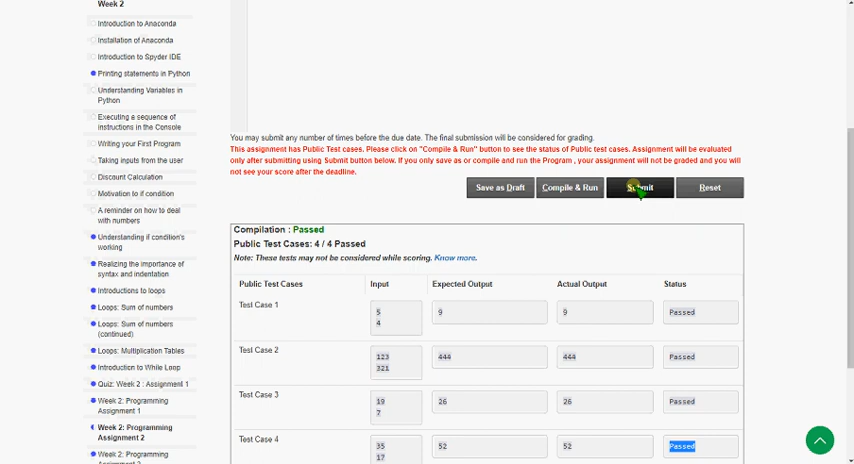 Week 2
Introduction to Anaconda
Installation of Anaconda
Introduction to Spyder IDE
Printing statements in Python
Understanding Variables in
Python
Executing a sequence of
instructions in the Console
Writing your First Program
Taking inputs from the user
Discount Calculation
Motivation to if condition
A reminder on how to deal
with numbers
Understanding if condition's
working
Realizing the importance of
syntax and indentation
Introductions to loops
Loops: Sum of numbers
Loops: Sum of numbers
(continued)
Loops: Multiplication Tables
Introduction to While Loop
Quiz: Week 2 : Assignment 1
Week 2: Programming
Assignment 1
Week 2: Programming
Assignment 2
Week 2: Programming
You may submit any number of times before the due date. The final submission will be considered for grading.
This assignment has Public Test cases. Please click on "Compile & Run" button to see the status of Public test cases. Assignment will be evaluated
only after submitting using Submit button below. If you only save as or compile and run the Program , your assignment will not be graded and you will
not see your score after the deadline.
Save as Draft Compile & Run Submit Reset
Compilation : Passed
Public Test Cases: 4 / 4 Passed
Note: These tests may not be considered while scoring. Know more.
Public Test Cases Input Expected Output Actual Output Status
Test Case 1 5 9 9 Passed
4
Test Case 2 123 444 444 Passed
321
Test Case 3 19 26 26 Passed
7
Test Case 4 35 52 52 Passed
17